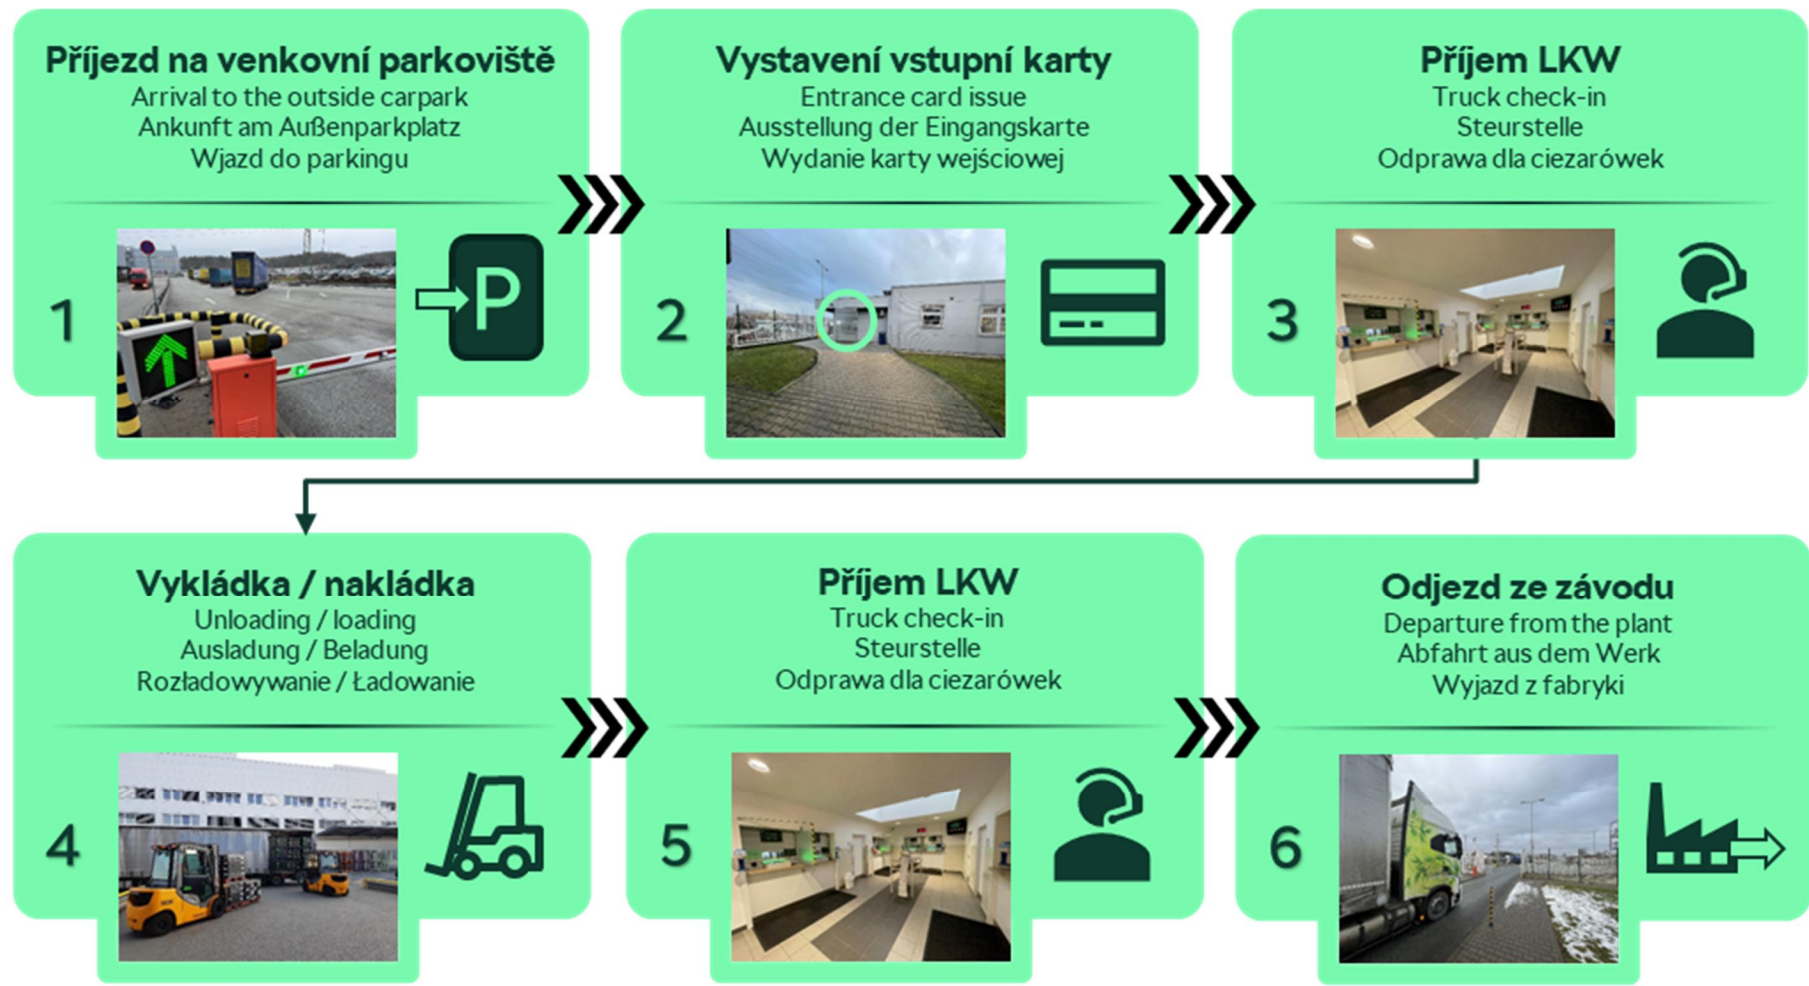 Příjezd na venkovní parkoviště
Arrival to the outside carpark
Ankunft am Außenparkplatz
Wjazd do parkingu
1
P
Vystavení vstupní karty
Entrance card issue
Ausstellung der Eingangskarte
Wydanie karty wejściowej
2
Příjem LKW
Truck check-in
Steurstelle
Odprawa dla ciezarówek
3
Vykládka / nakládka
Unloading / loading
Ausladung / Beladung
Rozładowywanie / Ładowanie
4
Příjem LKW
Truck check-in
Steurstelle
Odprawa dla ciezarówek
5
Odjezd ze závodu
Departure from the plant
Abfahrt aus dem Werk
Wyjazd z fabryki
6